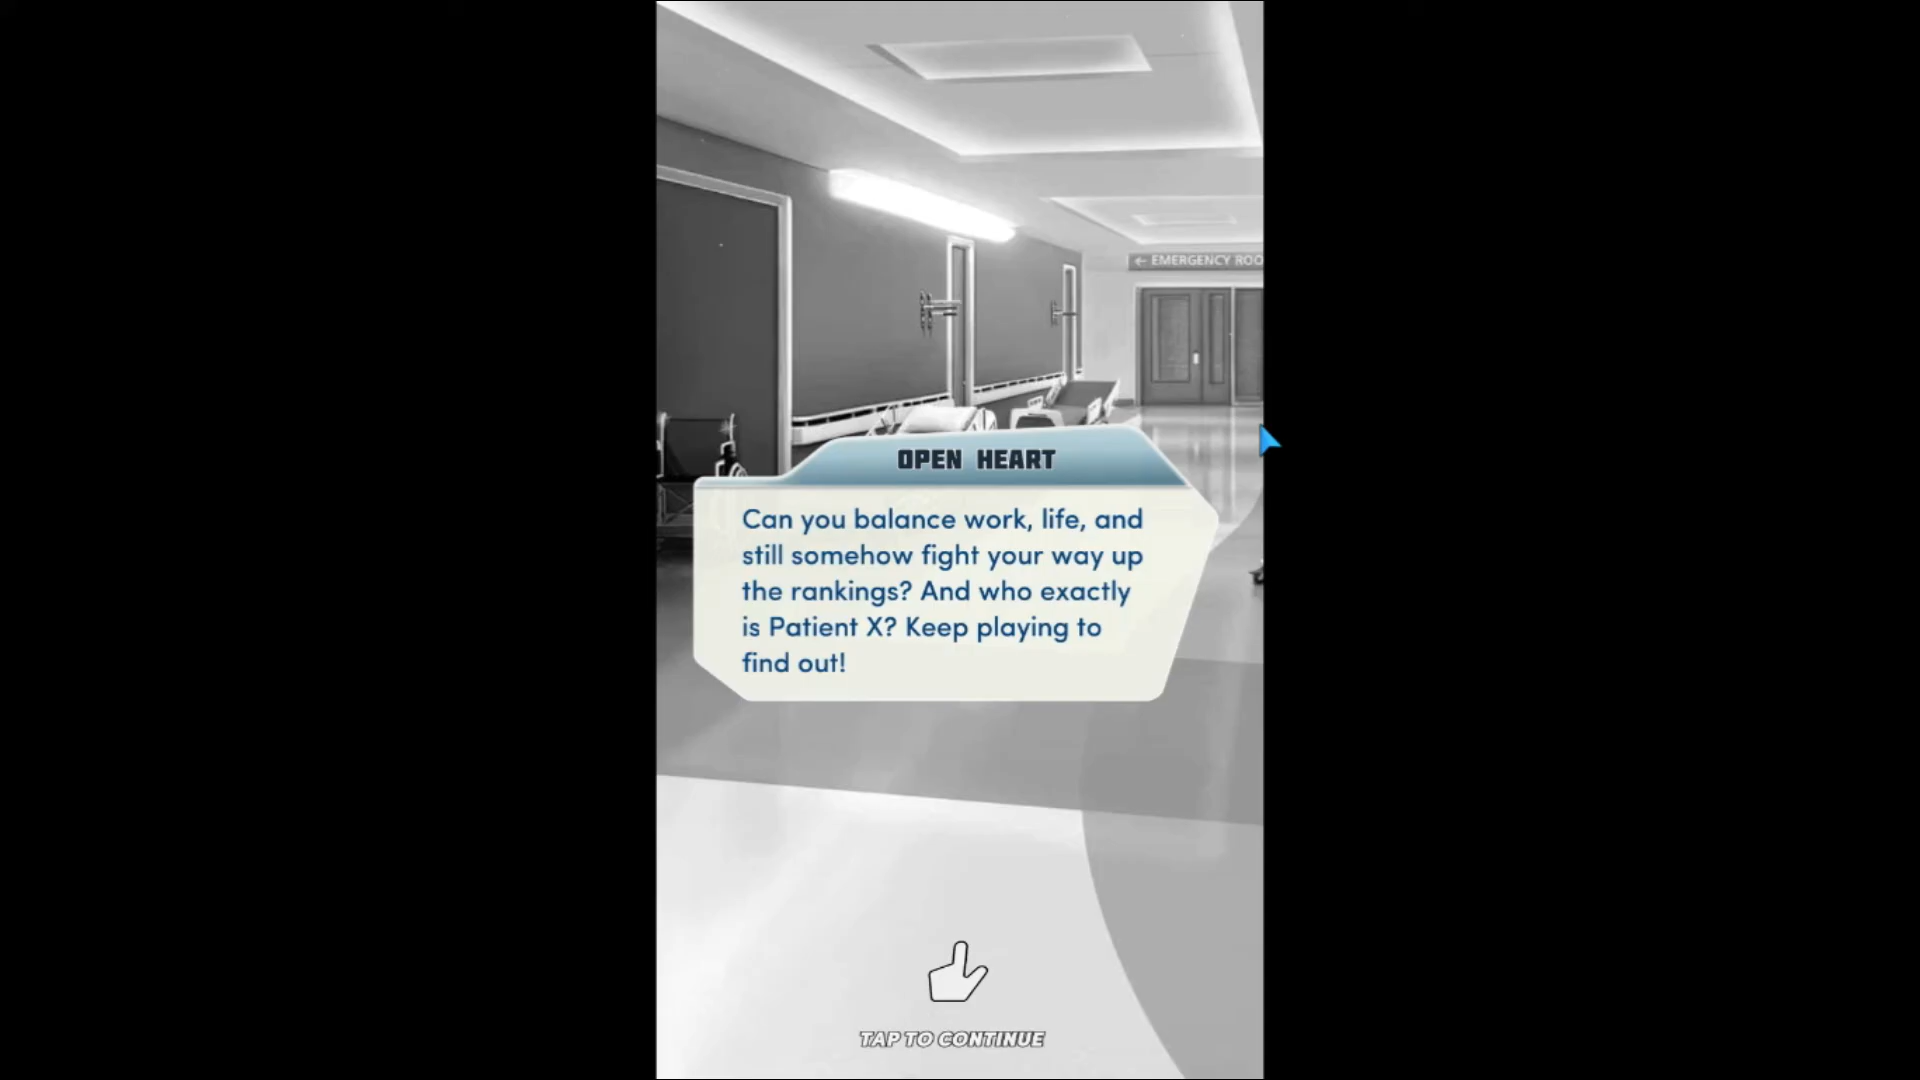 ← EMERGENCY ROO
OPEN HEART
Can you balance work, life, and
still somehow fight your way up
the rankings? And who exactly
is Patient X? Keep playing to
find out!
TAP TO CONTINUE